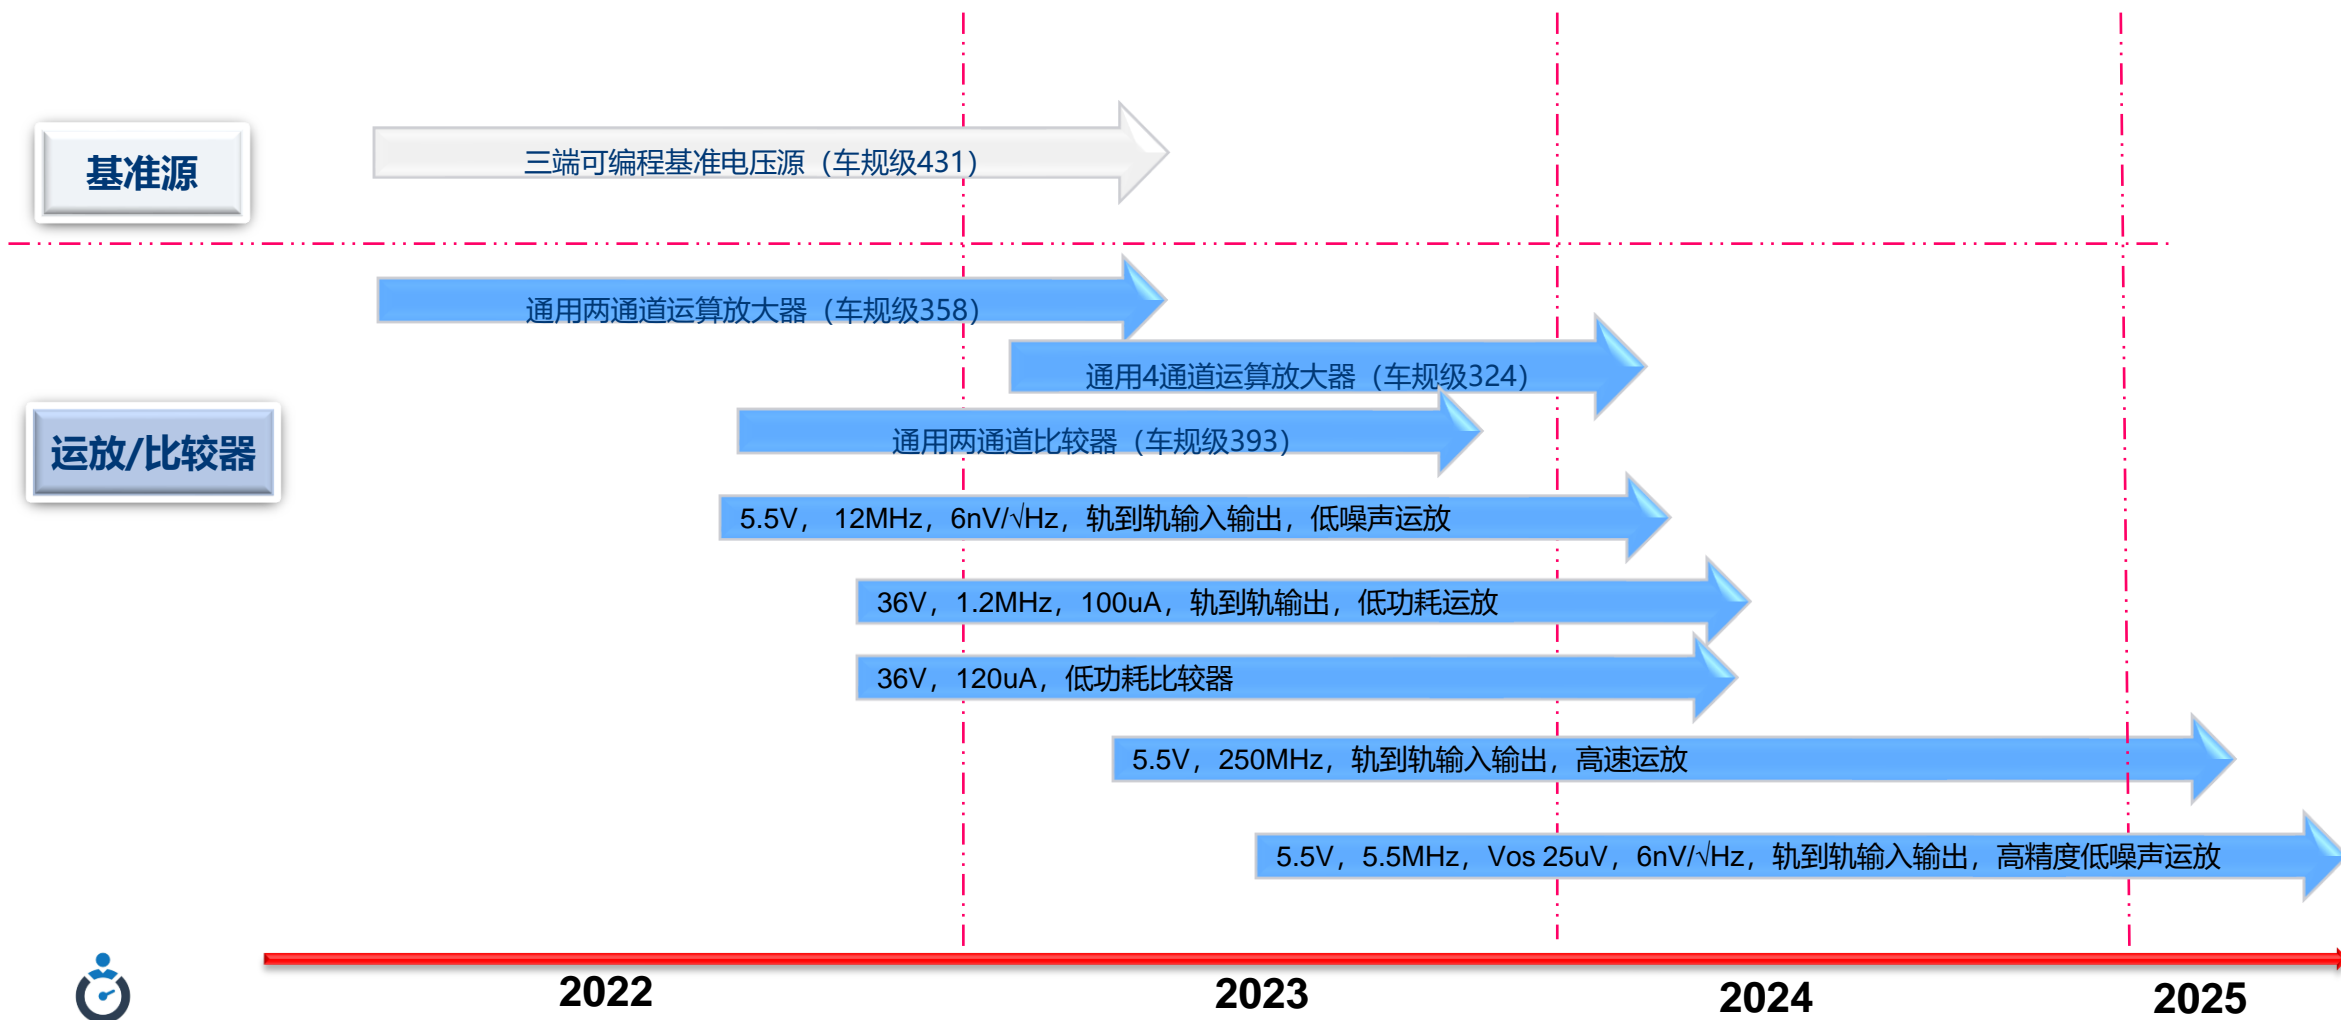 基准源
三端可编程基准电压源（车规级431）
通用两通道运算放大器（车规级358）
通用4通道运算放大器（车规级324）
运放/比较器
通用两通道比较器（车规级393）
5.5V， 12MHz，6nV/√Hz，轨到轨输入输出，低噪声运放
36V，1.2MHz，100uA，轨到轨输出，低功耗运放
36V，120uA，低功耗比较器
5.5V，250MHz，轨到轨输入输出，高速运放
5.5V，5.5MHz，Vos 25uV，6nV/√Hz，轨到轨输入输出，高精度低噪声运放
2022
2023
2024
2025